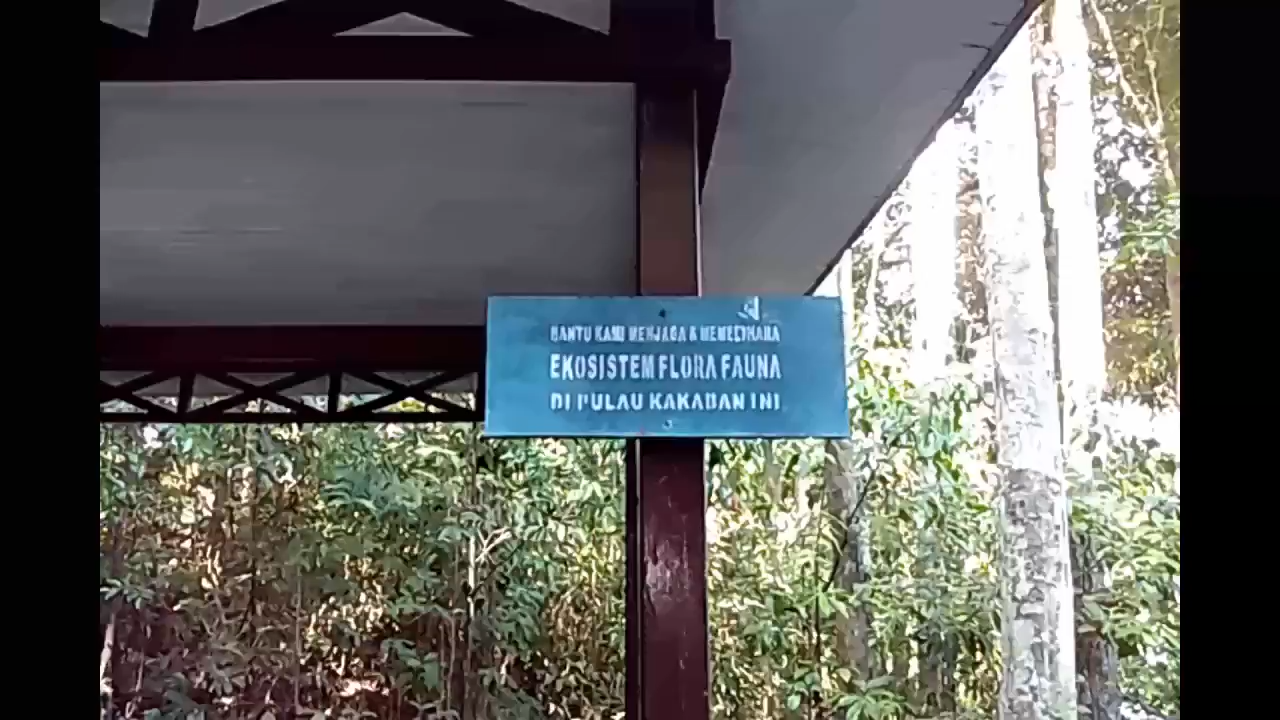 BANTU KAMI MENJAGA & MEMELIHARA
EKOSISTEM FLORA FAUNA
DI PULAU KAKABAN INI